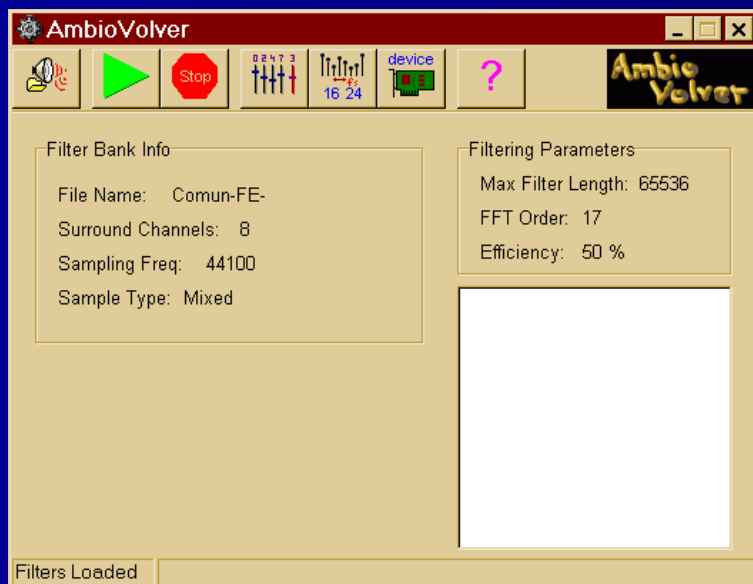 AmbioVolver
Stop
0 2 4 7 3
fs
16 24
device
?
Ambio
Volver
Filter Bank Info
File Name: Comun-FE-
Surround Channels: 8
Sampling Freq: 44100
Sample Type: Mixed
Filtering Parameters
Max Filter Length: 65536
FFT Order: 17
Efficiency: 50 %
Filters Loaded